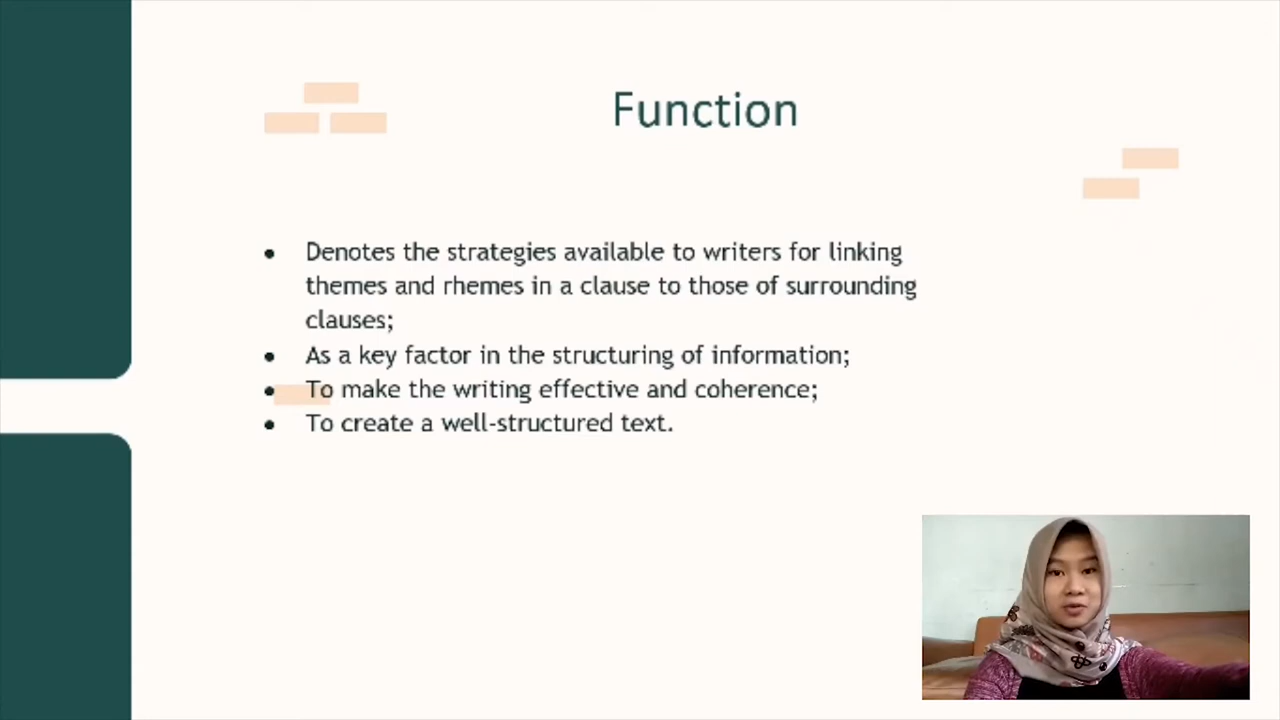 Function
• Denotes the strategies available to writers for linking
themes and rhemes in a clause to those of surrounding
clauses;
• As a key factor in the structuring of information;
• To make the writing effective and coherence;
• To create a well-structured text.